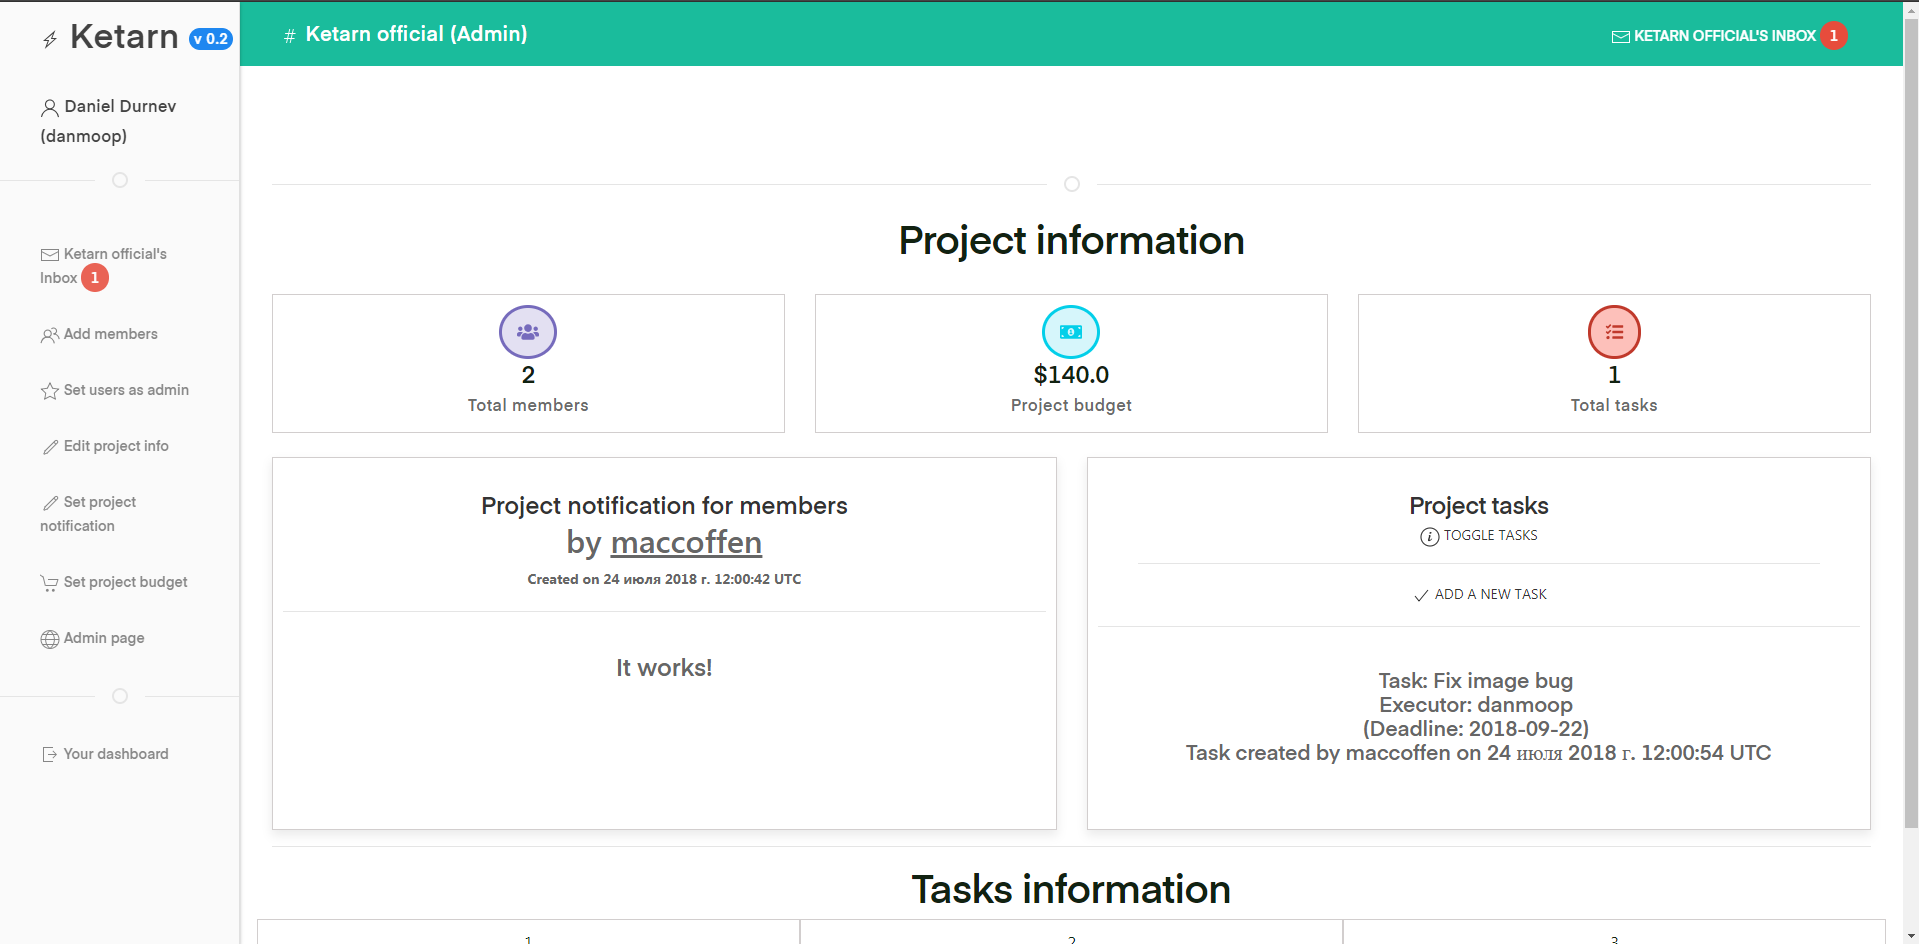 Ketarn v 0.2
Daniel Durnev
(danmoop)
Ketarn official's
Inbox 1
Add members
Set users as admin
Edit project info
Set project
notification
Set project budget
Admin page
Your dashboard
# Ketarn official (Admin)
KETARN OFFICIAL'S INBOX 1
Project information
2
Total members
$140.0
Project budget
1
Total tasks
Project notification for members
by maccoffen
Created on 24 июля 2018 г. 12:00:42 UTC
It works!
Project tasks
TOGGLE TASKS
ADD A NEW TASK
Task: Fix image bug
Executor: danmoop
(Deadline: 2018-09-22)
Task created by maccoffen on 24 июля 2018 г. 12:00:54 UTC
Tasks information
1
2
3